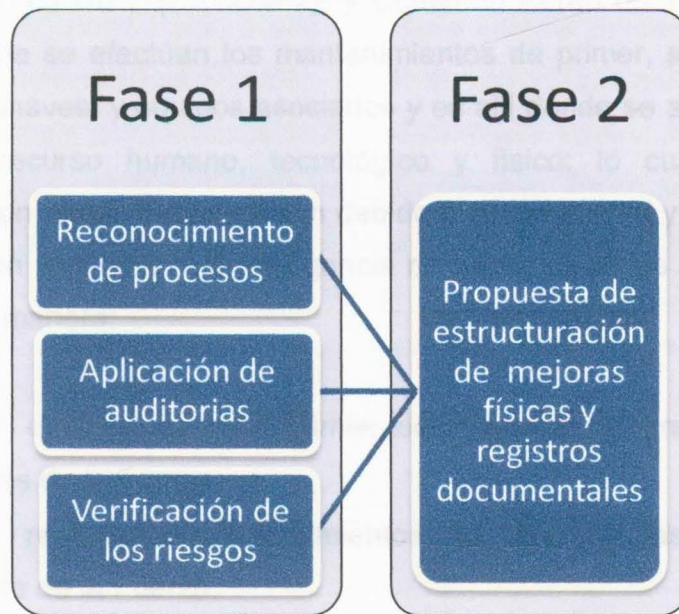 Fase 1
Reconocimiento
de procesos
Aplicación de
auditorias
Verificación de
los riesgos
Fase 2
Propuesta de
estructuración
de mejoras
físicas y
registros
documentales